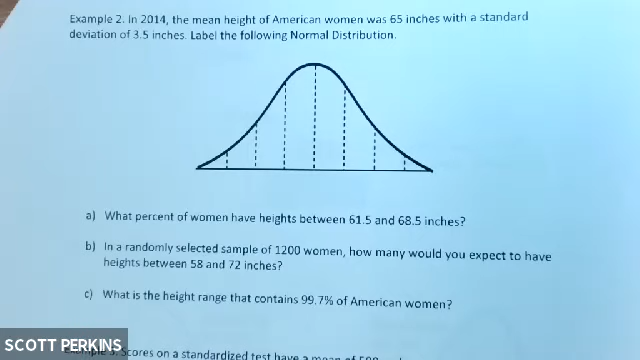 Example 2. In 2014, the mean height of American women was 65 inches with a standard
deviation of 3.5 inches. Label the following Normal Distribution.
a) What percent of women have heights between 61.5 and 68.5 inches?
b) In a randomly selected sample of 1200 women, how many would you expect to have
heights between 58 and 72 inches?
c) What is the height range that contains 99.7% of American women?
Scores on a standardized test have a mean of
SCOTT PERKINS